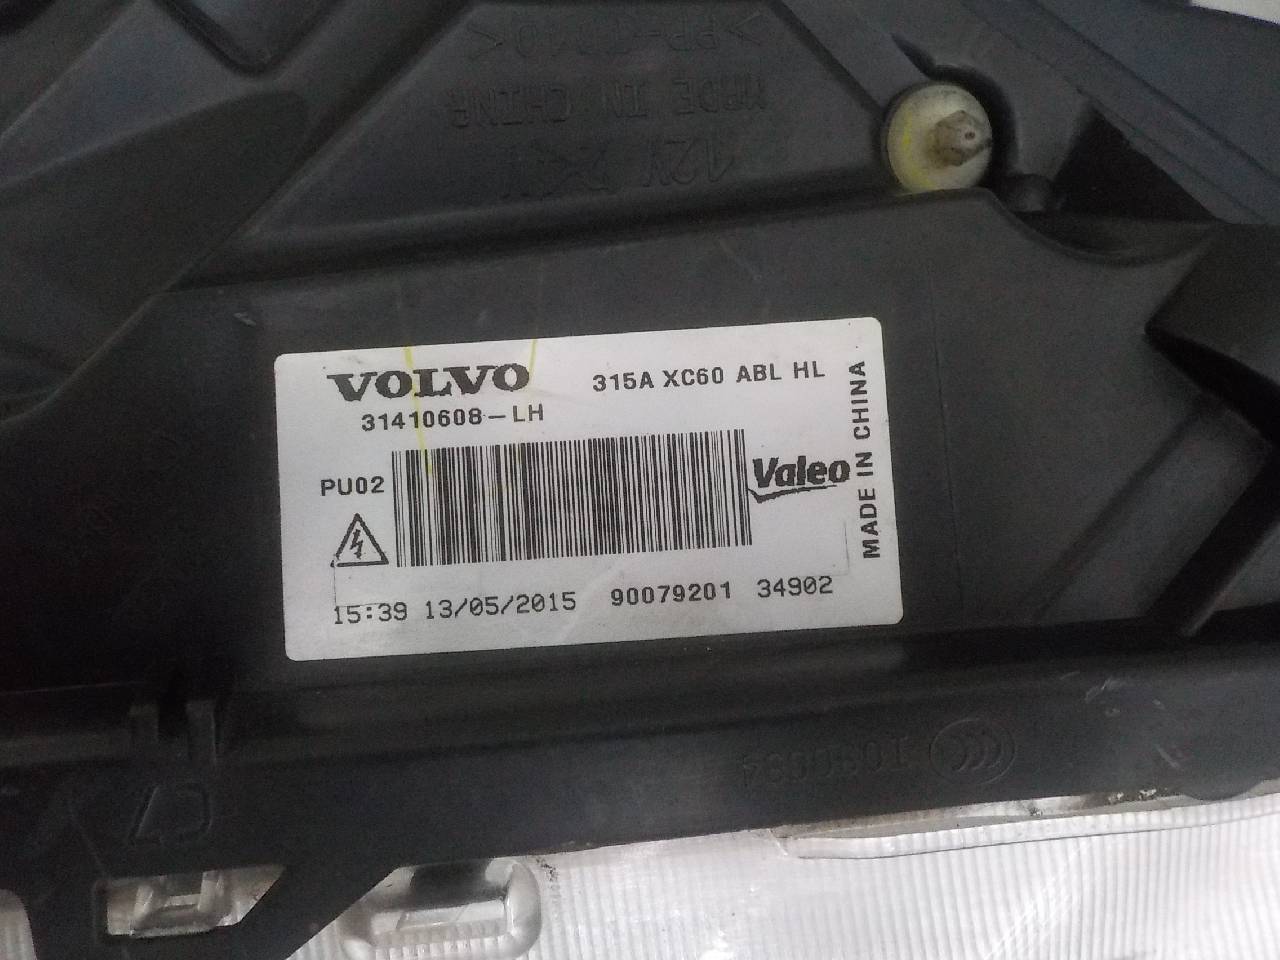 MADE IN CHINA
VOLVO 315A XC60 ABL HL
31410608-LH
PU02
Valeo
MADE IN CHINA
15:39 13/05/2015 90079201 34902